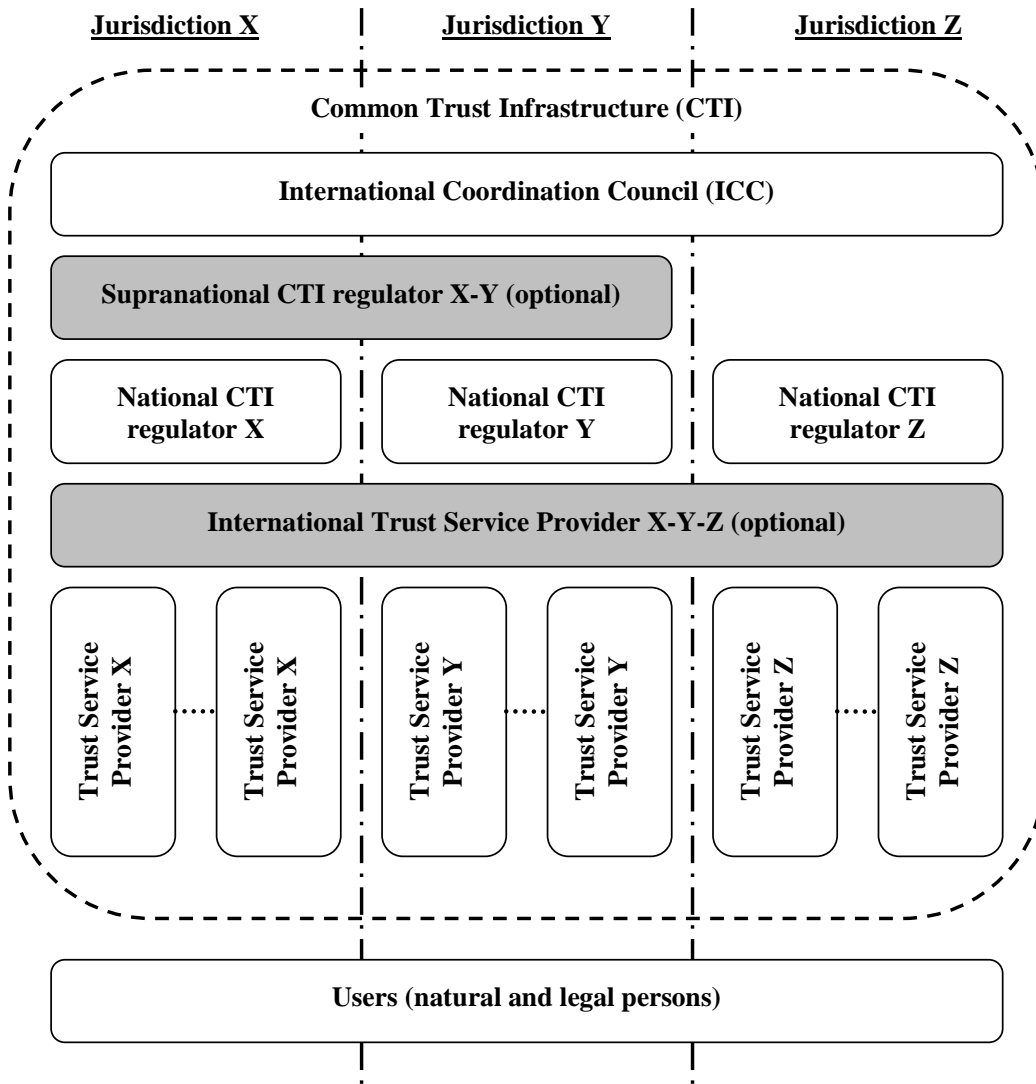 Jurisdiction X
Jurisdiction Y
Jurisdiction Z
Common Trust Infrastructure (CTI)
International Coordination Council (ICC)
Supranational CTI regulator X-Y (optional)
National CTI
regulator X
National CTI
regulator Y
National CTI
regulator Z
International Trust Service Provider X-Y-Z (optional)
Trust Service
Provider X
Trust Service
Provider X
Trust Service
Provider Y
Trust Service
Provider Y
Trust Service
Provider Z
Trust Service
Provider Z
Users (natural and legal persons)